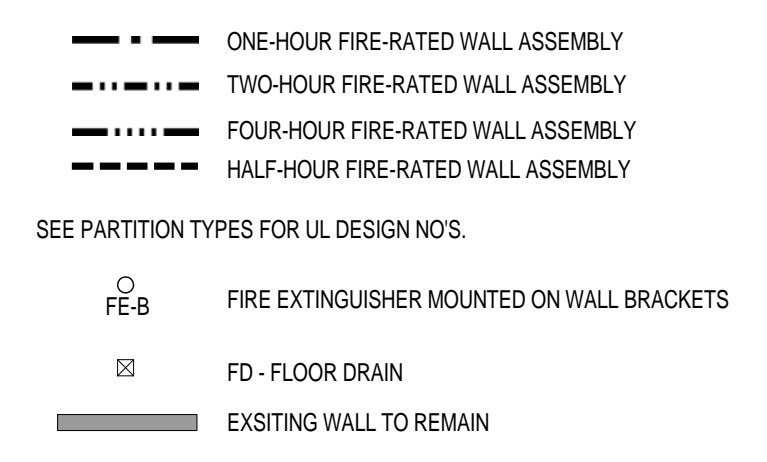 ONE-HOUR FIRE-RATED WALL ASSEMBLY
TWO-HOUR FIRE-RATED WALL ASSEMBLY
FOUR-HOUR FIRE-RATED WALL ASSEMBLY
HALF-HOUR FIRE-RATED WALL ASSEMBLY
SEE PARTITION TYPES FOR UL DESIGN NO'S.
FE-B FIRE EXTINGUISHER MOUNTED ON WALL BRACKETS
FD - FLOOR DRAIN
EXSITING WALL TO REMAIN